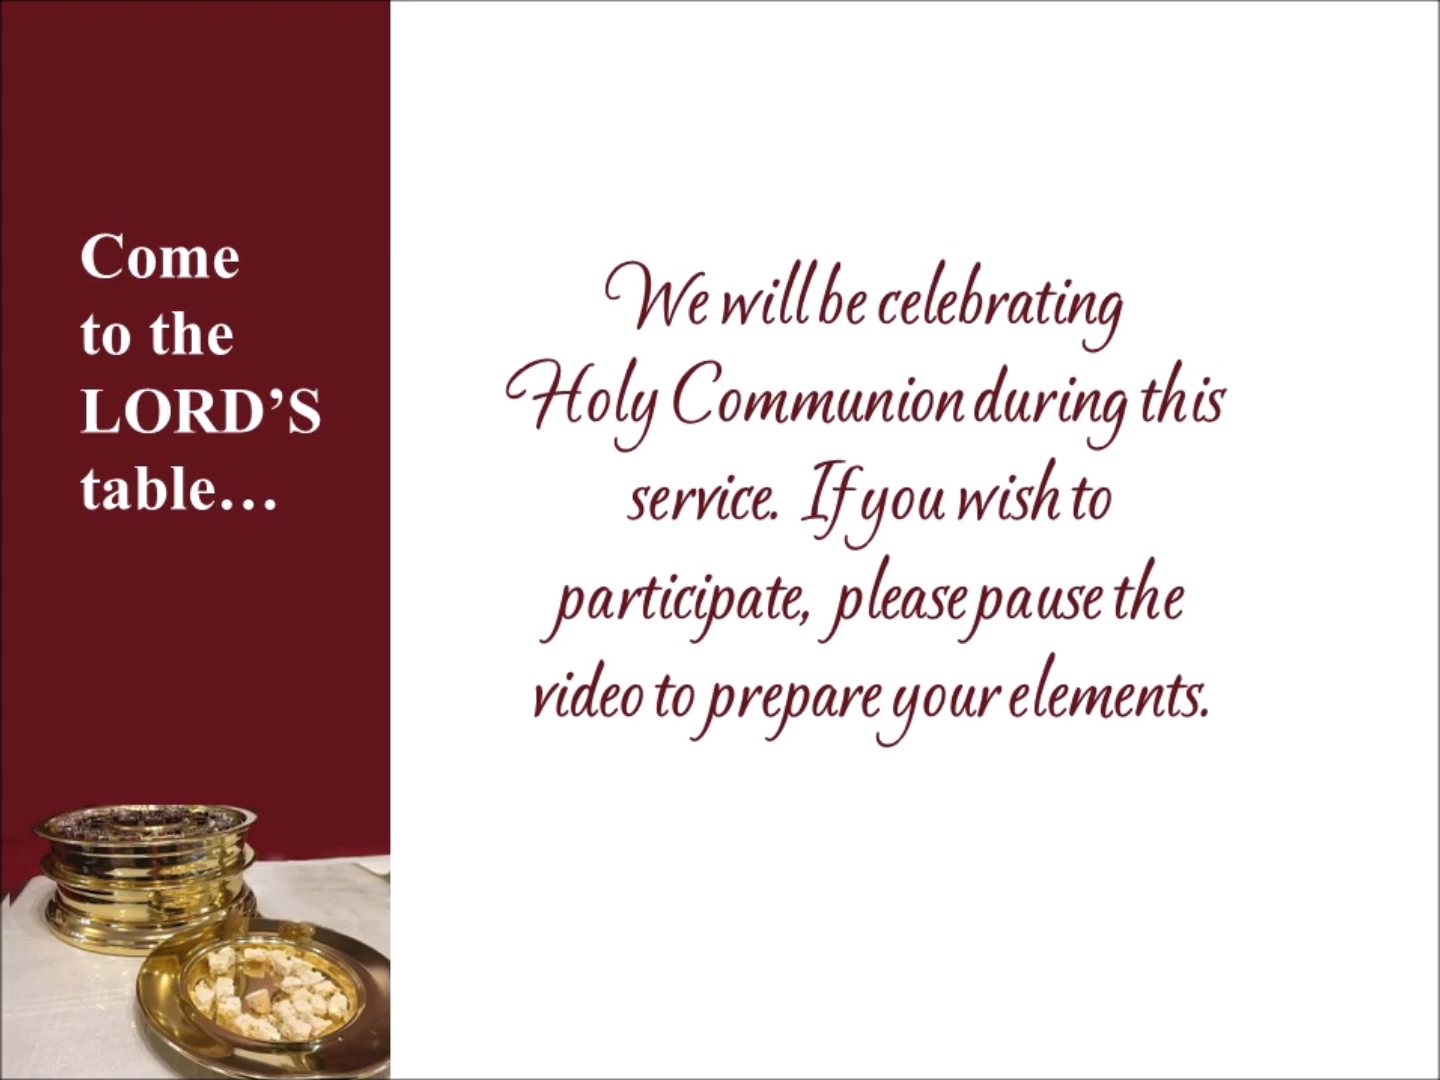 Come
to the
LORD’S
table…
We will be celebrating
Holy Communion during this
service. If you wish to
participate, please pause the
video to prepare your elements.